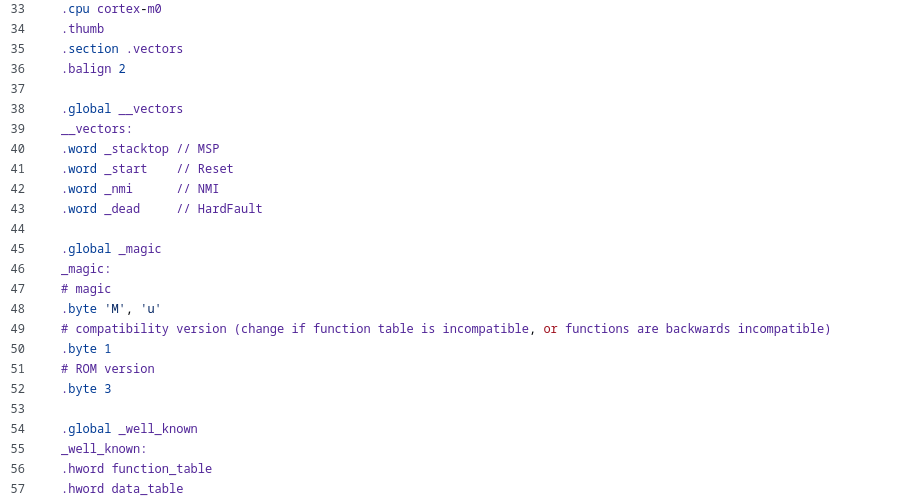 33 .cpu cortex-m0
34 .thumb
35 .section .vectors
36 .balign 2
37
38 .global __vectors
39 __vectors:
40 .word _stacktop // MSP
41 .word _start    // Reset
42 .word _nmi      // NMI
43 .word _dead     // HardFault
44
45 .global _magic
46 _magic:
47 # magic
48 .byte 'M', 'u'
49 # compatibility version (change if function table is incompatible, or functions are backwards incompatible)
50 .byte 1
51 # ROM version
52 .byte 3
53
54 .global _well_known
55 _well_known:
56 .hword function_table
57 .hword data_table